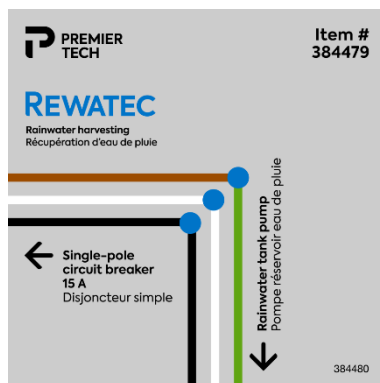 PREMIER
TECH
Item #
384479
REWATEC
Rainwater harvesting
Récupération d'eau de pluie
Single-pole
circuit breaker
15 A
Disjoncteur simple
Rainwater tank pump
Pompe réservoir eau de pluie
384480